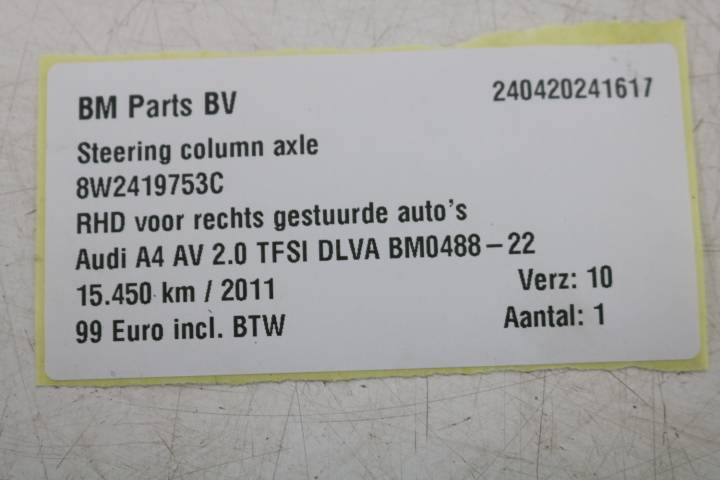 BM Parts BV 240420241617
Steering column axle
8W2419753C
RHD voor rechts gestuurde auto's
Audi A4 AV 2.0 TFSI DLVA BM0488-22
15.450 km / 2011 Verz: 10
99 Euro incl. BTW Aantal: 1